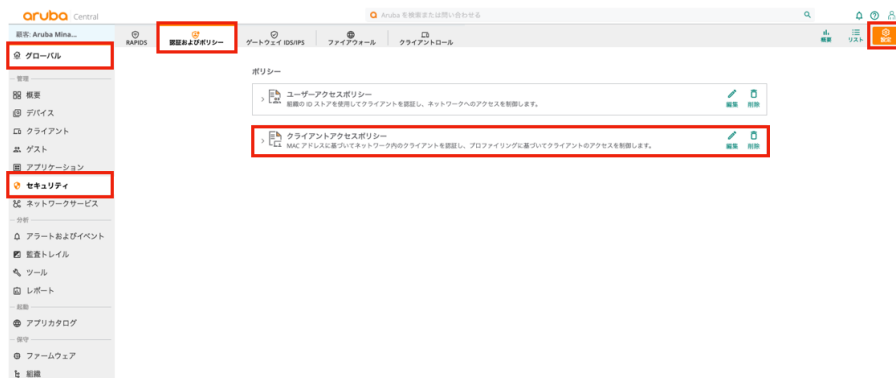 aruba Central
Aruba を検索または問い合わせる
顧客: Aruba Mina...
グローバル
RAPIDS
認証およびポリシー
ゲートウェイ IDS/IPS
ファイアウォール
クライアントロール
概要
リスト
設定
管理
概要
デバイス
クライアント
ゲスト
アプリケーション
セキュリティ
ネットワークサービス
分析
アラートおよびイベント
監査トレイル
ツール
レポート
起動
アプリカタログ
保守
ファームウェア
組織
ポリシー
ユーザーアクセスポリシー
組織の ID ストアを使用してクライアントを認証し、ネットワークへのアクセスを制御します。
編集
削除
クライアントアクセスポリシー
MAC アドレスに基づいてネットワーク内のクライアントを認証し、プロファイリングに基づいてクライアントのアクセスを制御します。
編集
削除